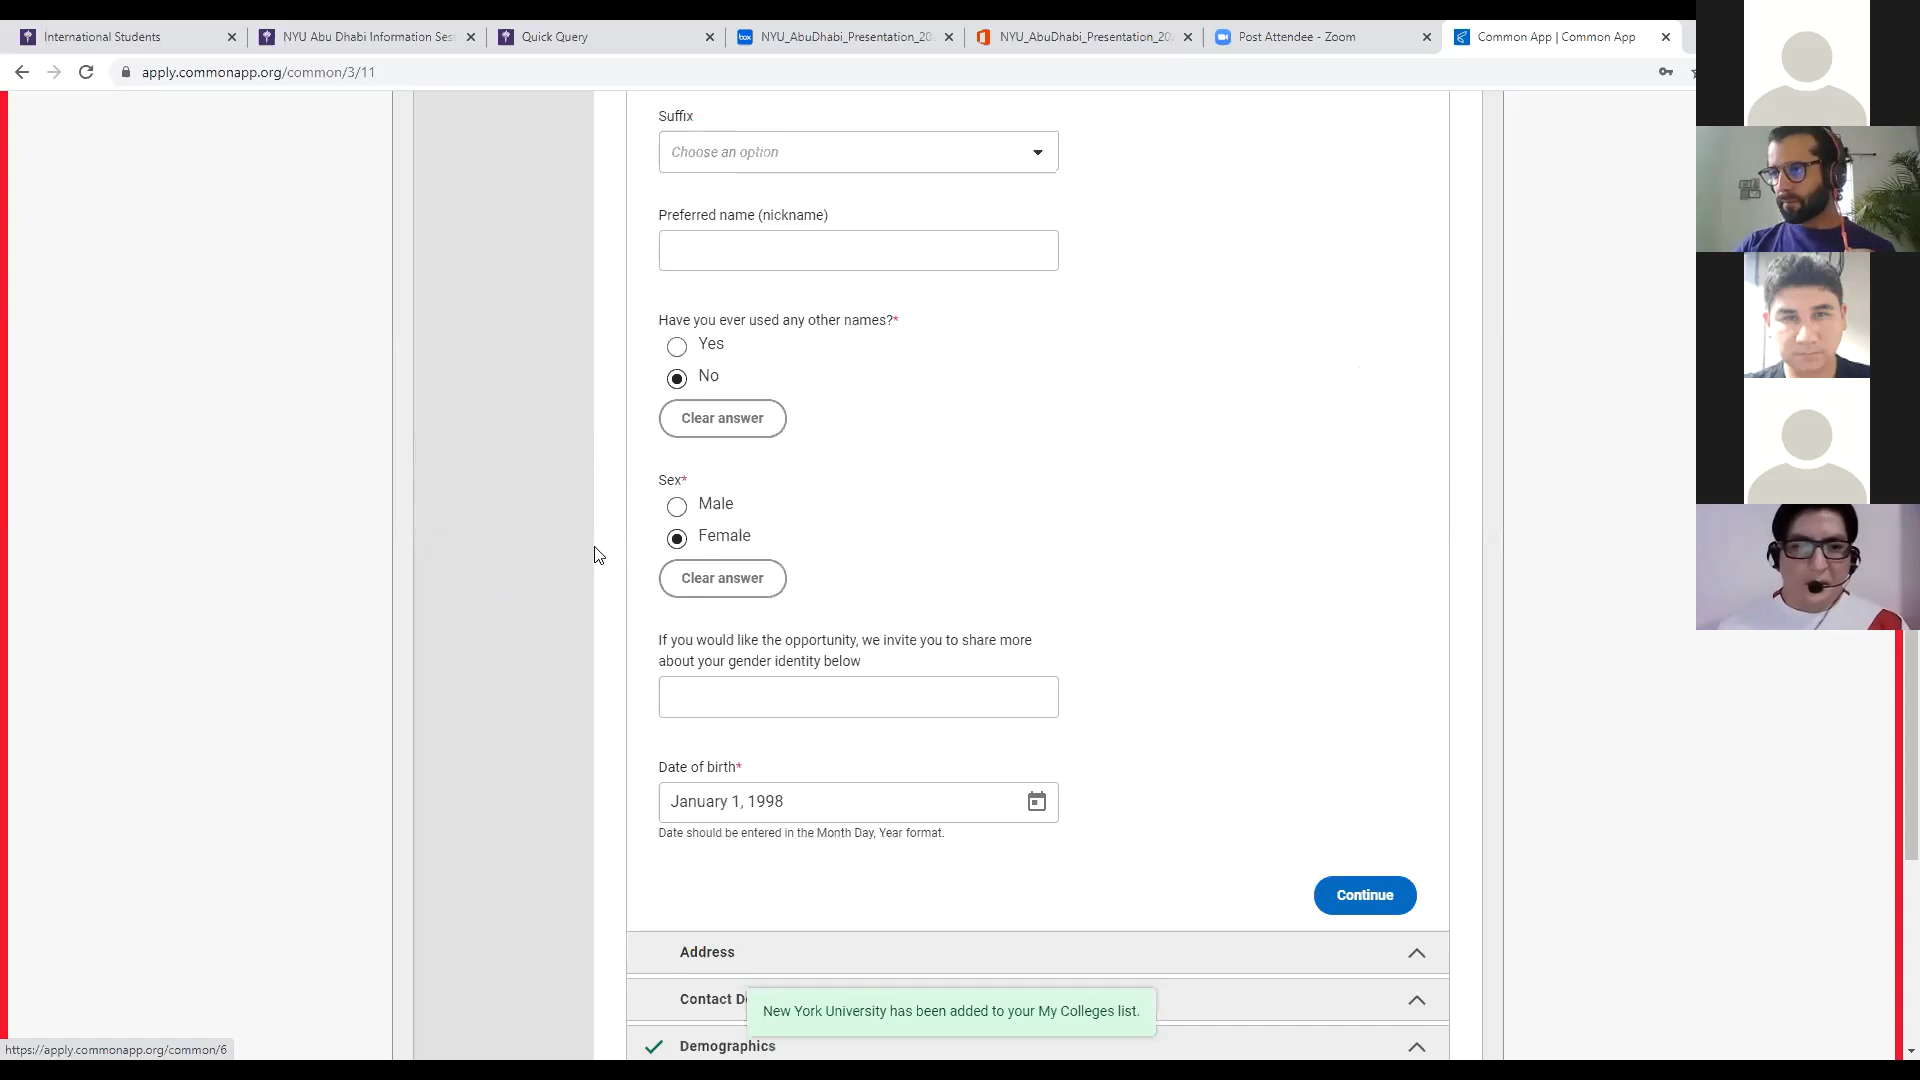 International Students
NYU Abu Dhabi Information Ses
Quick Query
NYU_AbuDhabi_Presentation_20
NYU_AbuDhabi_Presentation_20
Post Attendee - Zoom
Common App | Common App
apply.commonapp.org/common/3/11
Suffix
Choose an option
Preferred name (nickname)
Have you ever used any other names?*
Yes
No
Clear answer
Sex*
Male
Female
Clear answer
If you would like the opportunity, we invite you to share more
about your gender identity below
Date of birth*
January 1, 1998
Date should be entered in the Month Day, Year format.
Continue
Address
Contact D
New York University has been added to your My Colleges list.
Demographics
https://apply.commonapp.org/common/6